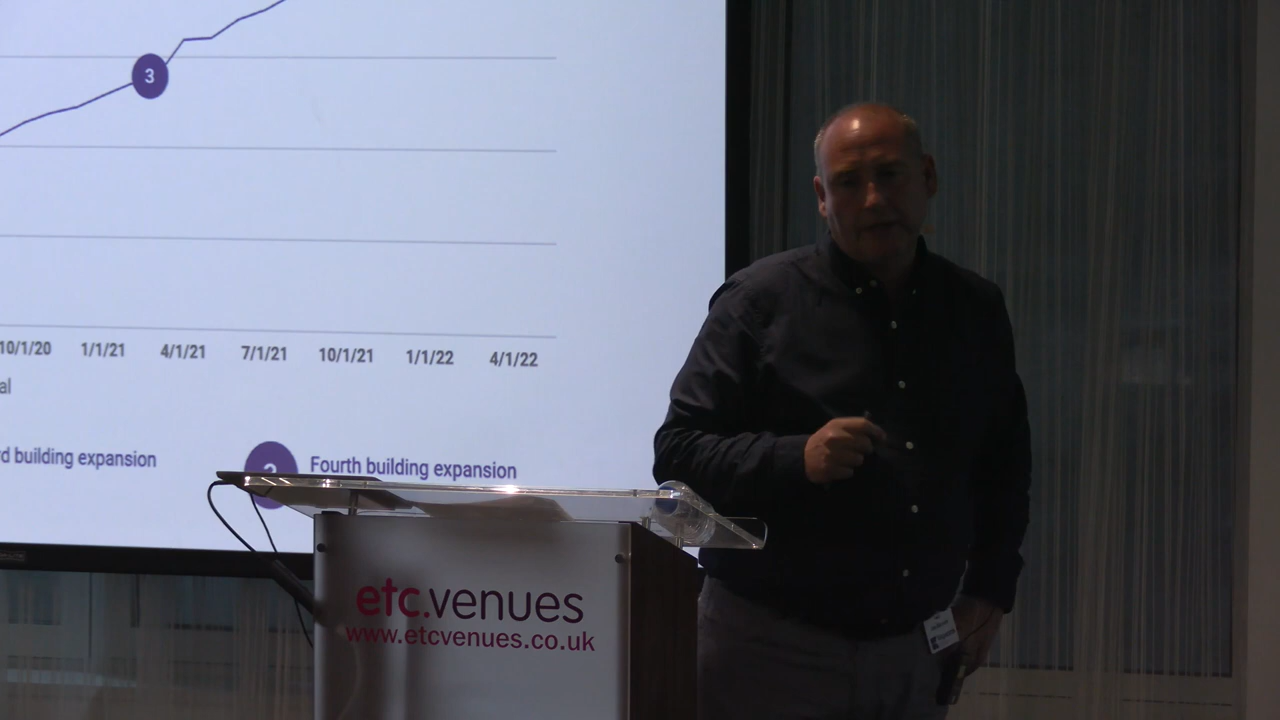 3
10/1/20 1/1/21 4/1/21 7/1/21 10/1/21 1/1/22 4/1/22
al
rd building expansion
Fourth building expansion
etc.venues
www.etcvenues.co.uk